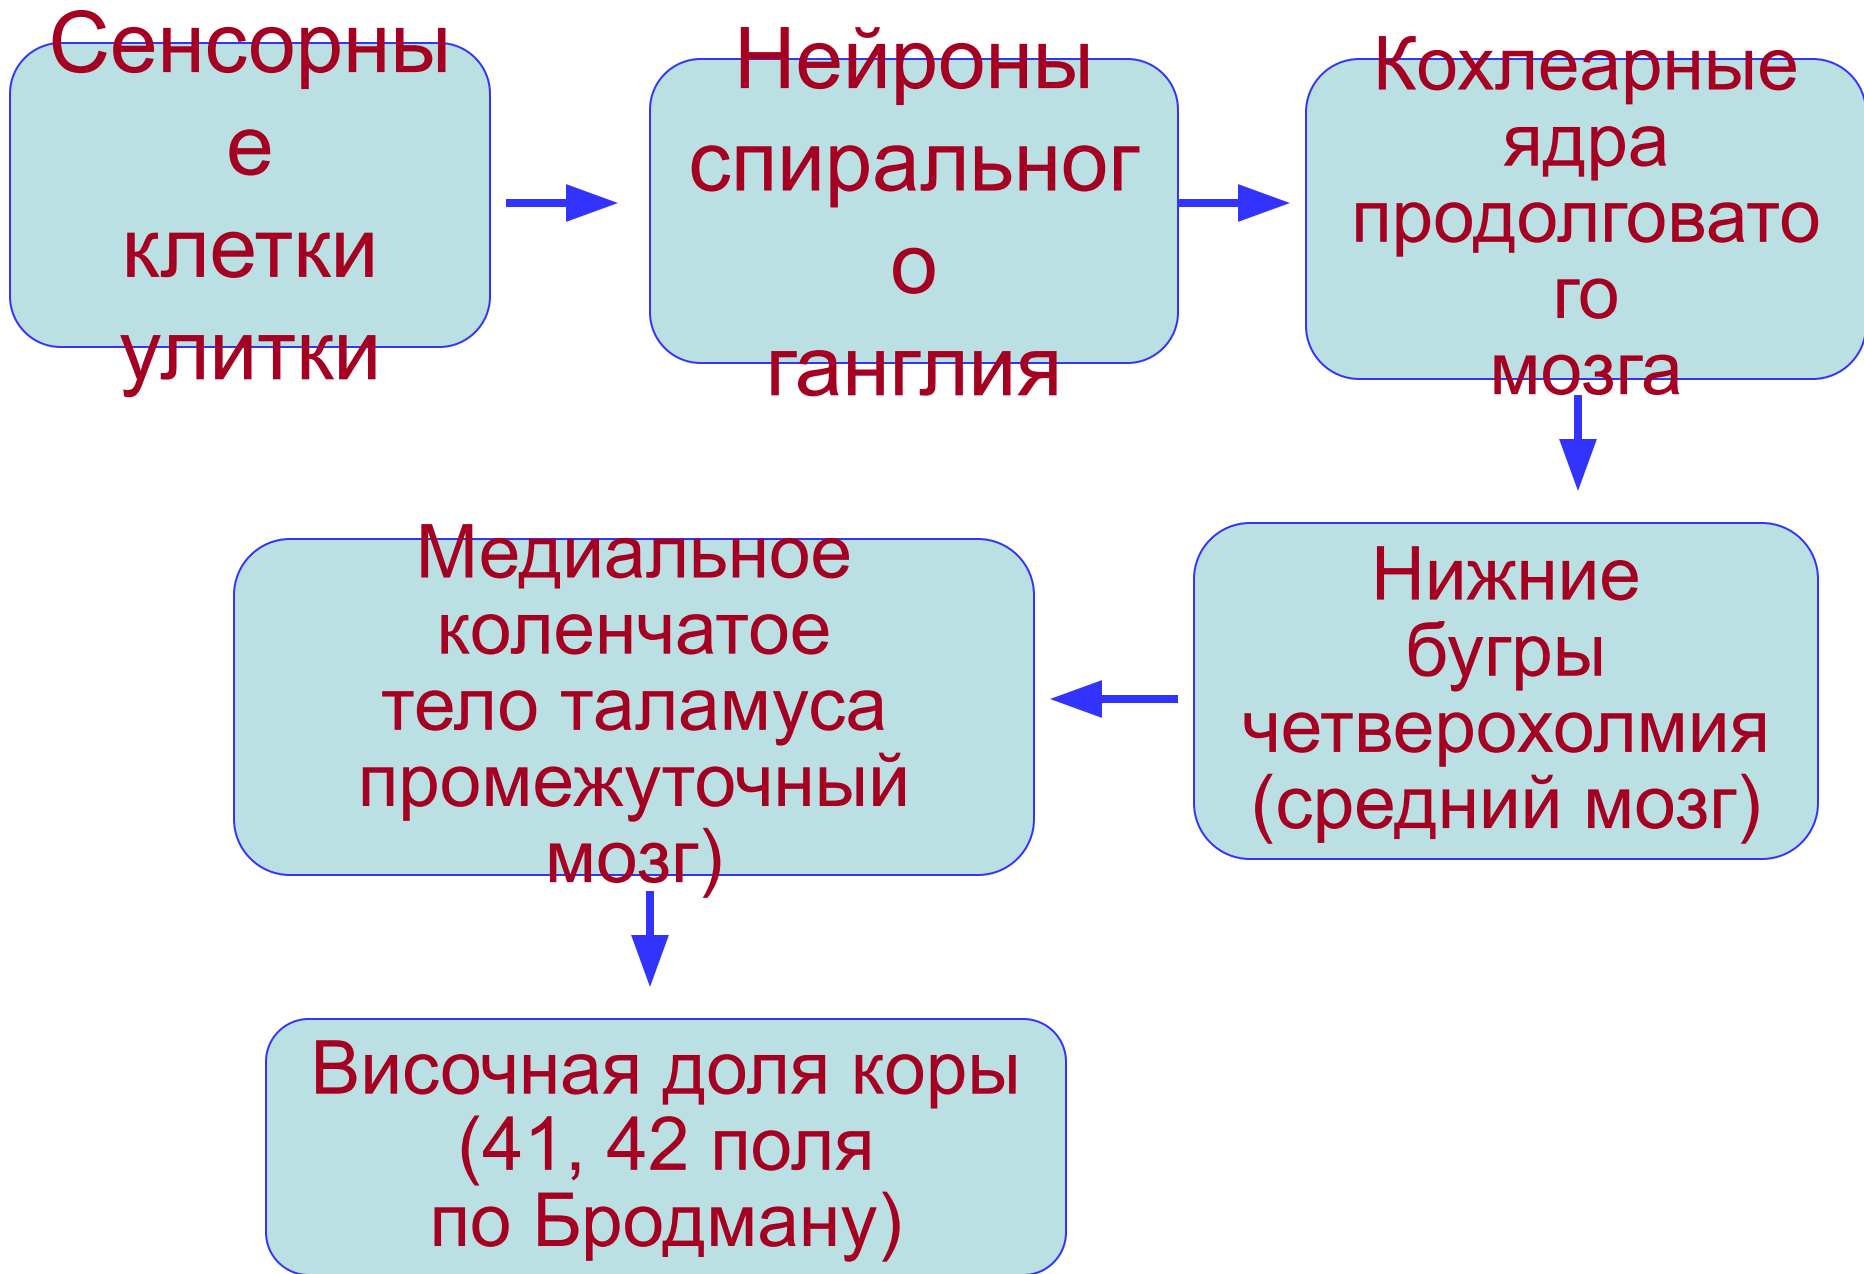 Сенсорны
е
клетки
улитки
Нейроны
спиральног
о
ганглия
Кохлеарные
ядра
продолговато
го
мозга
Нижние
бугры
четверохолмия
(средний мозг)
Медиальное
коленчатое
тело таламуса
промежуточный
мозг)
Височная доля коры
(41, 42 поля
по Бродману)